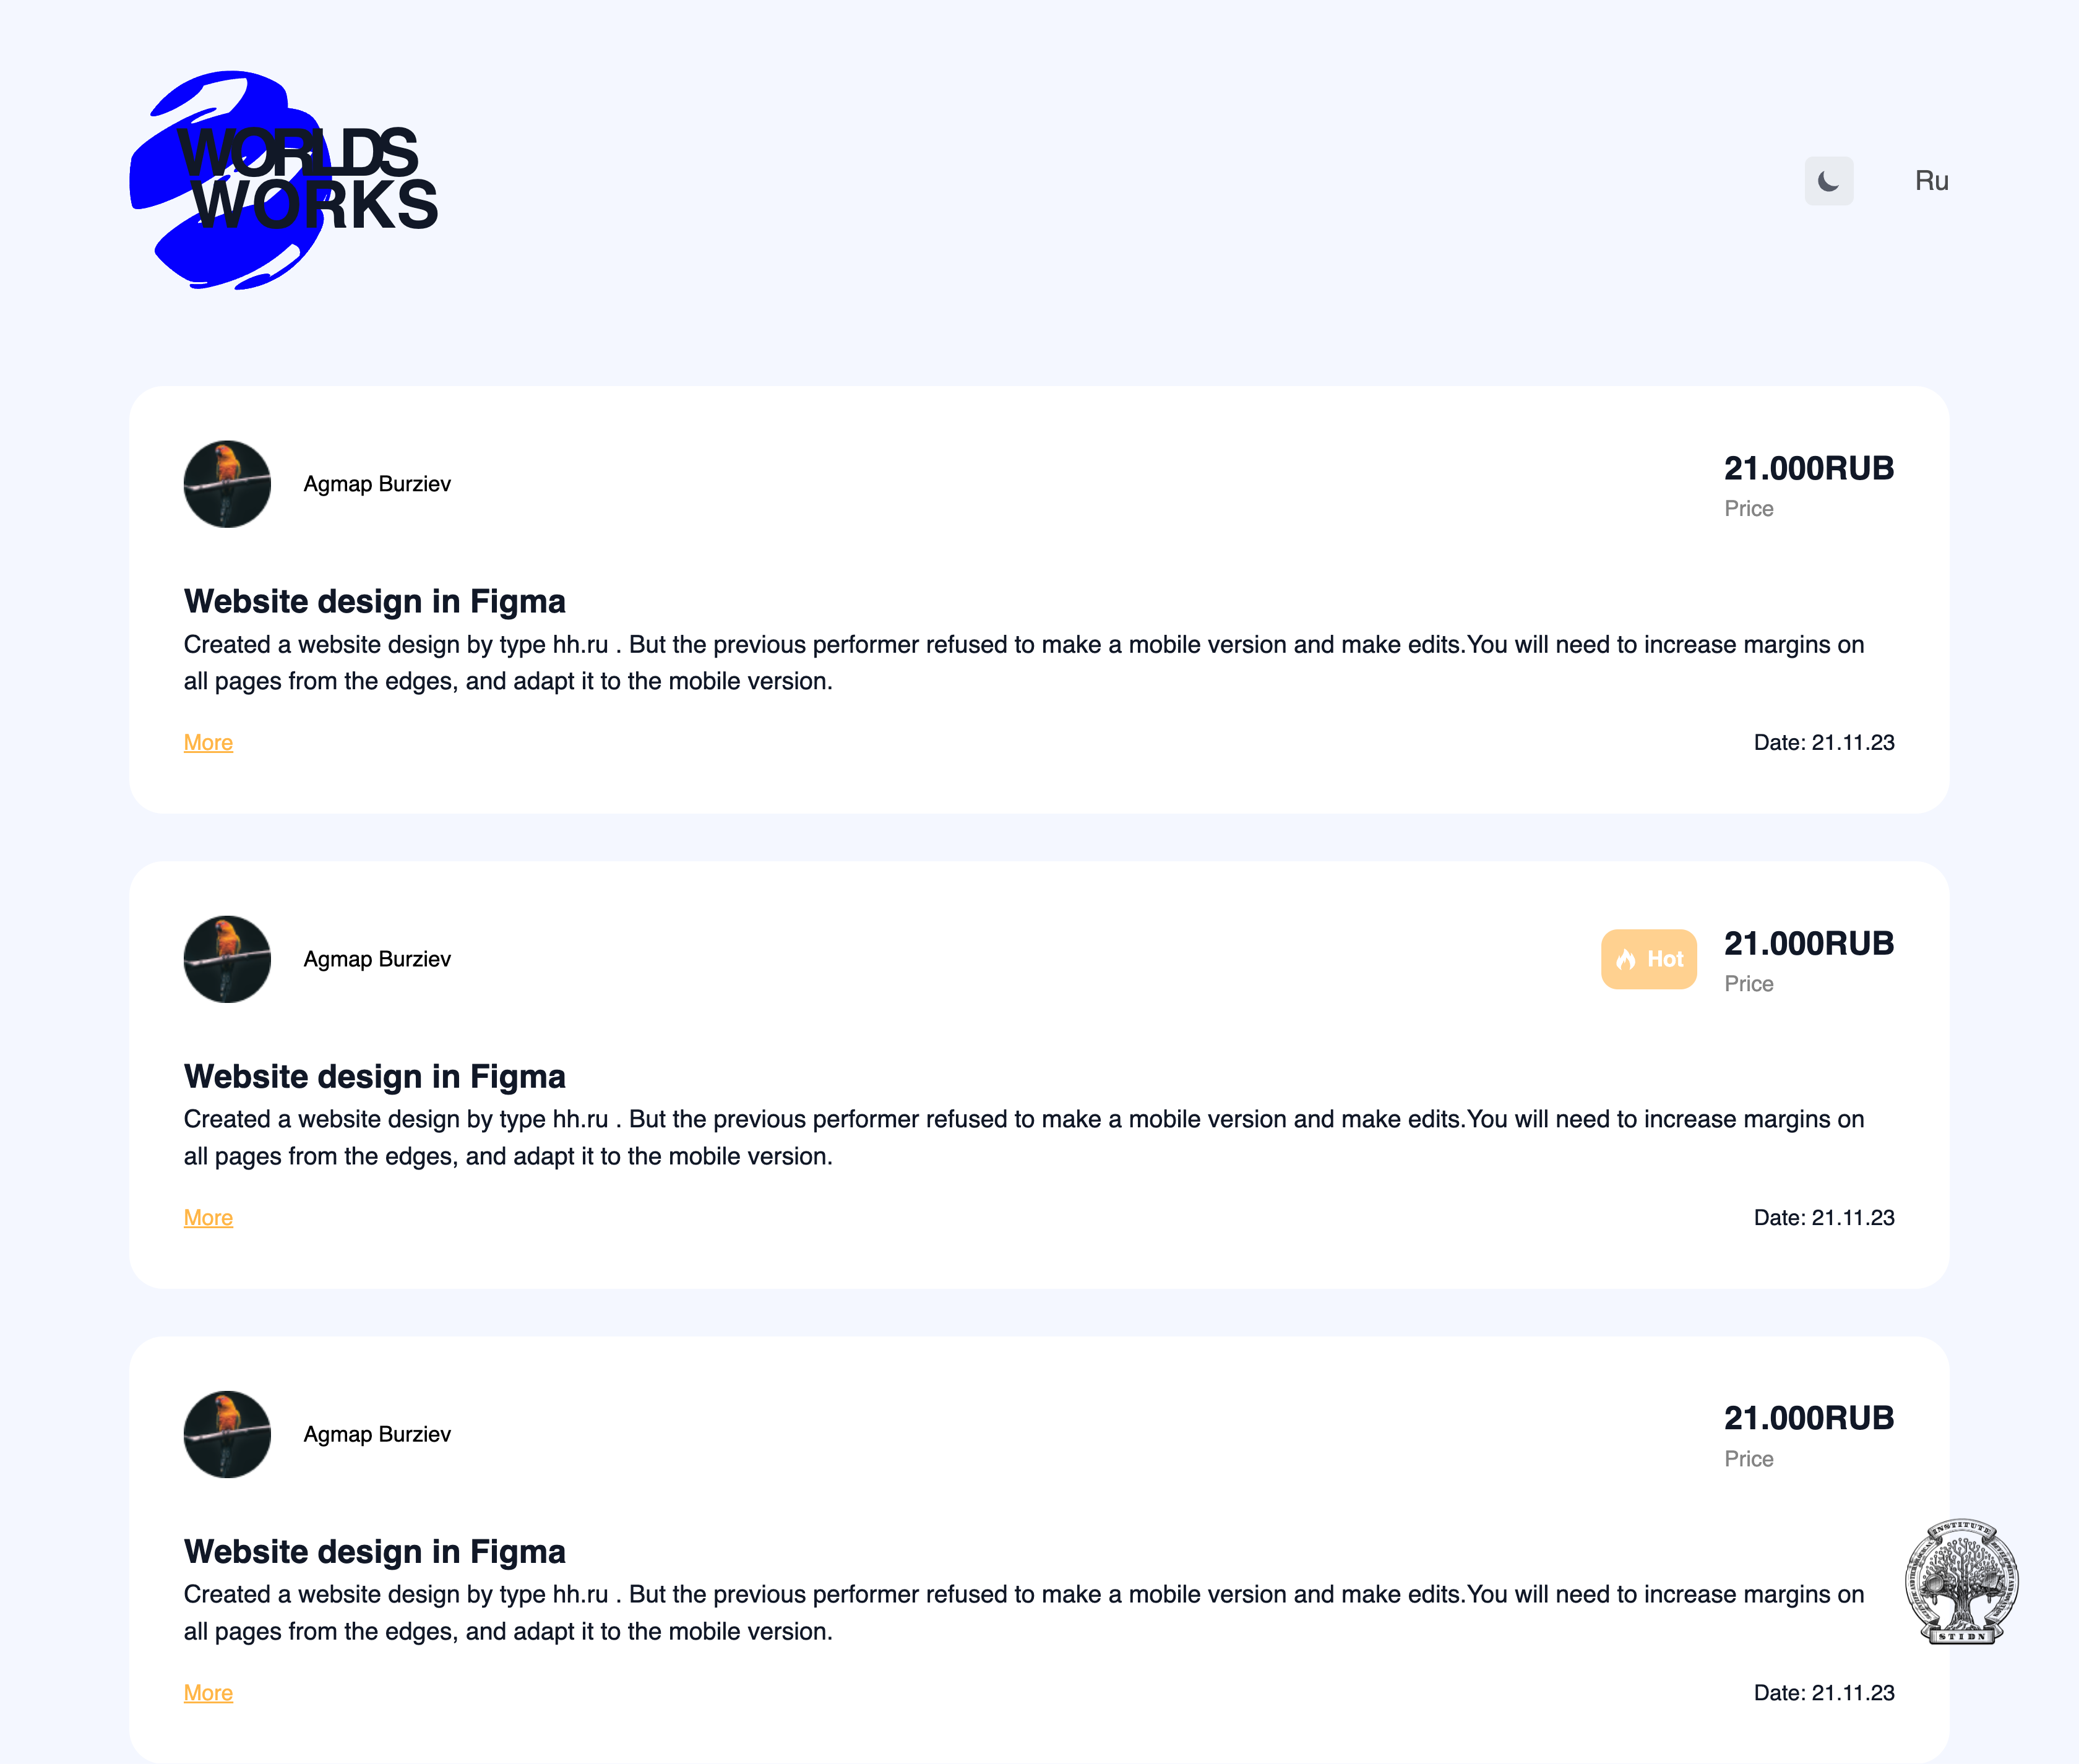 WORLDS
WORKS
Ru
Agmap Burziev
21.000RUB
Price
Website design in Figma
Created a website design by type hh.ru . But the previous performer refused to make a mobile version and make edits.You will need to increase margins on
all pages from the edges, and adapt it to the mobile version.
More
Date: 21.11.23
Agmap Burziev
Hot
21.000RUB
Price
Website design in Figma
Created a website design by type hh.ru . But the previous performer refused to make a mobile version and make edits.You will need to increase margins on
all pages from the edges, and adapt it to the mobile version.
More
Date: 21.11.23
Agmap Burziev
21.000RUB
Price
Website design in Figma
Created a website design by type hh.ru . But the previous performer refused to make a mobile version and make edits.You will need to increase margins on
all pages from the edges, and adapt it to the mobile version.
More
Date: 21.11.23
INSTITUTE
STIDN